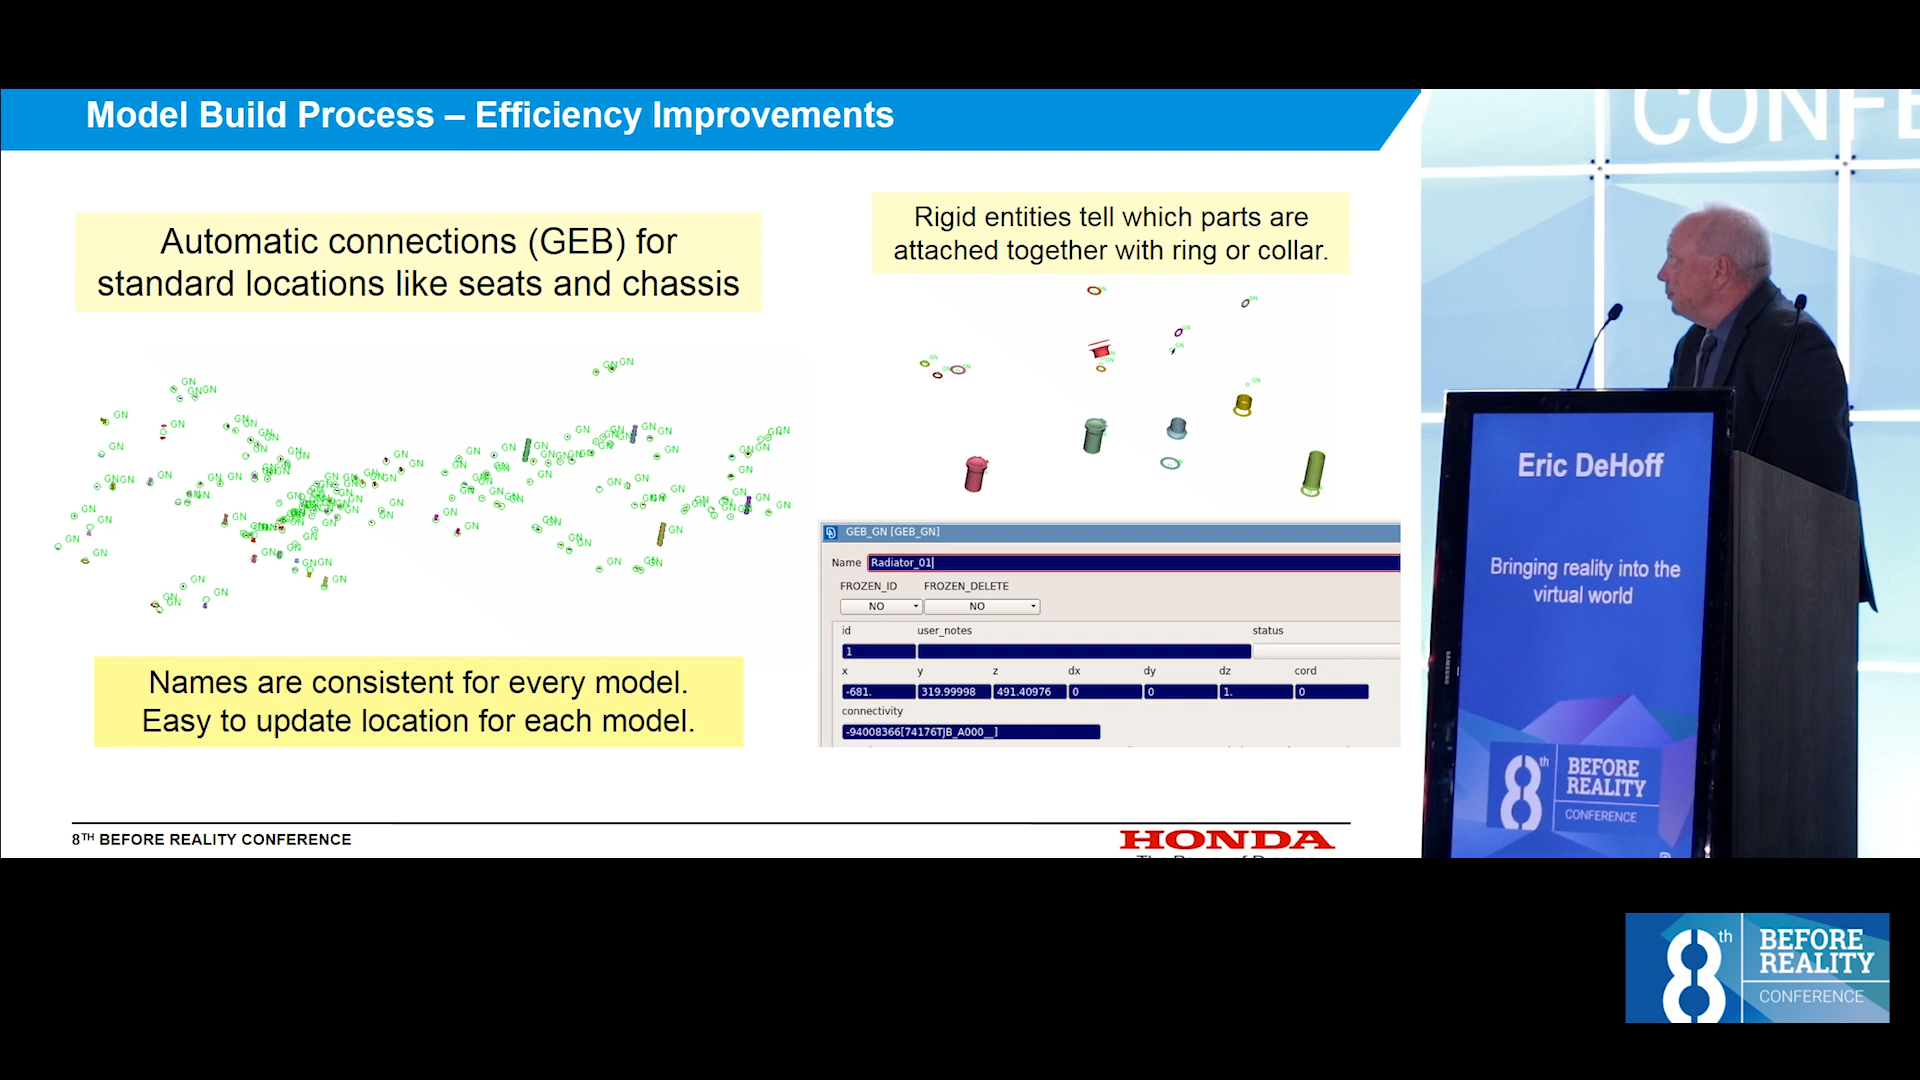 Model Build Process – Efficiency Improvements
Automatic connections (GEB) for
standard locations like seats and chassis
Rigid entities tell which parts are
attached together with ring or collar.
Names are consistent for every model.
Easy to update location for each model.
GEB_GN [GEB_GN]
Name Radiator_01
FROZEN_ID FROZEN_DELETE
NO NO
id user_notes status
1
x y z dx dy dz cord
-681. 319.99998 491.40976 0 0 1. 0
connectivity
-94008366[74176TJB_A000__]
8TH BEFORE REALITY CONFERENCE
HONDA
CONFE
Eric DeHoff
Bringing reality into the
virtual world
8th BEFORE
REALITY
CONFERENCE
SAMSUNG
8th BEFORE
REALITY
CONFERENCE